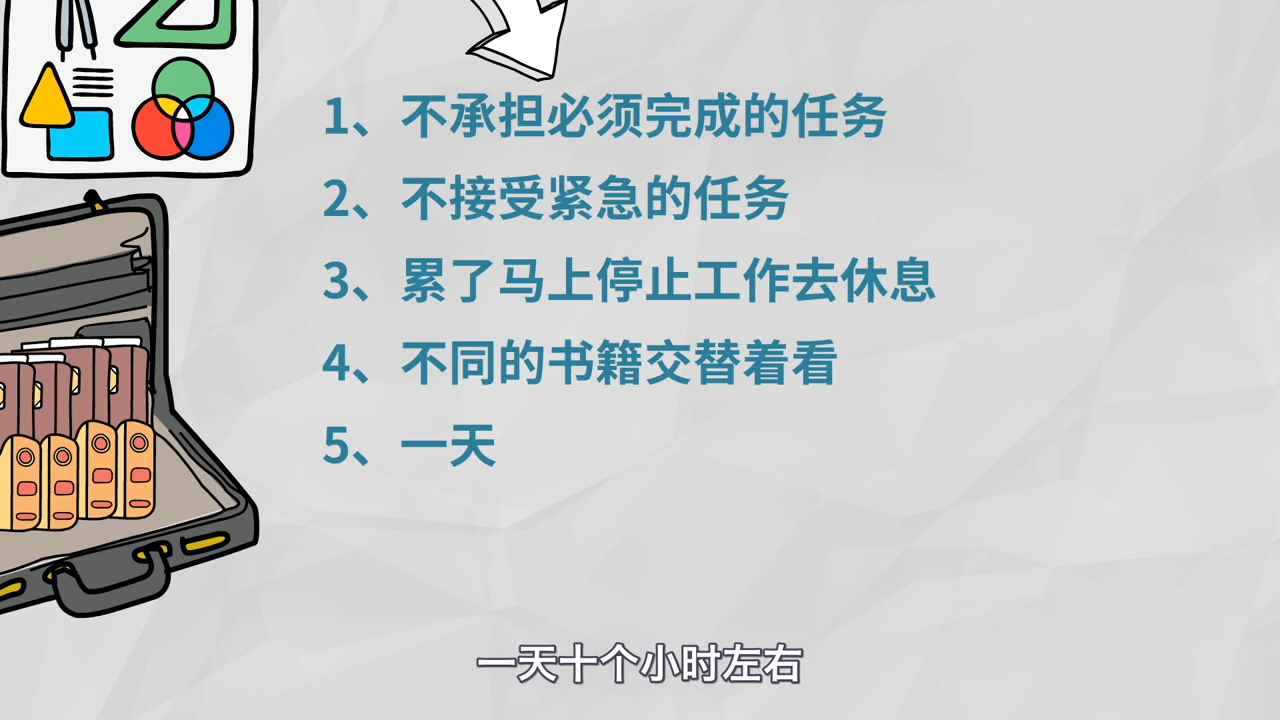 1、不承担必须完成的任务
2、不接受紧急的任务
3、累了马上停止工作去休息
4、不同的书籍交替着看
5、一天
一天十个小时左右